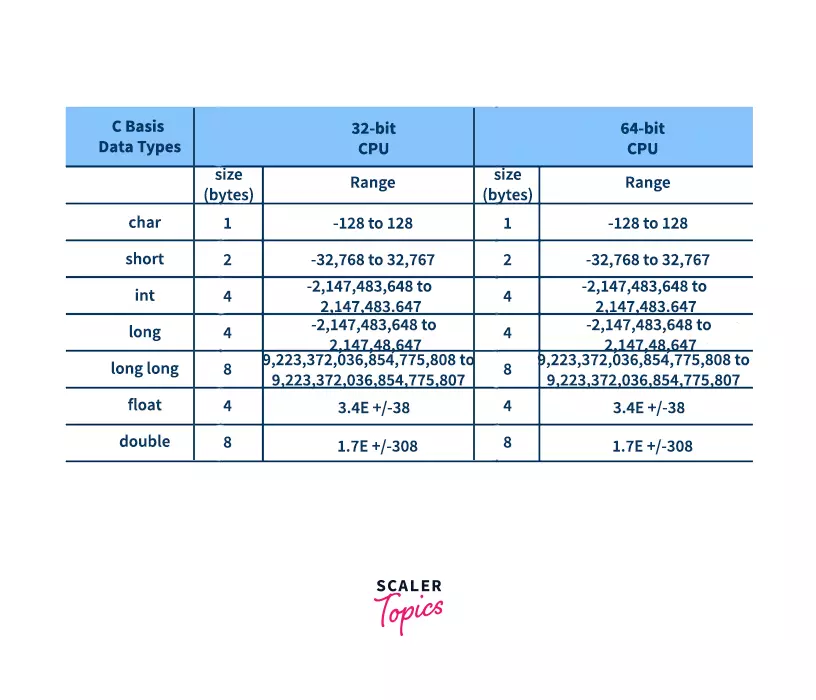 C Basis
Data Types
32-bit
CPU
64-bit
CPU
size
(bytes)
Range
size
(bytes)
Range
char
1
-128 to 128
1
-128 to 128
short
2
-32,768 to 32,767
2
-32,768 to 32,767
int
4
-2,147,483,648 to
2,147,483.647
4
-2,147,483,648 to
2,147,483.647
long
4
-2,147,483,648 to
2,147,48,647
4
-2,147,483,648 to
2,147,48,647
long long
8
9,223,372,036,854,775,808 to
9,223,372,036,854,775,807
8
9,223,372,036,854,775,808 to
9,223,372,036,854,775,807
float
4
3.4E +/-38
4
3.4E +/-38
double
8
1.7E +/-308
8
1.7E +/-308
SCALER
Topics